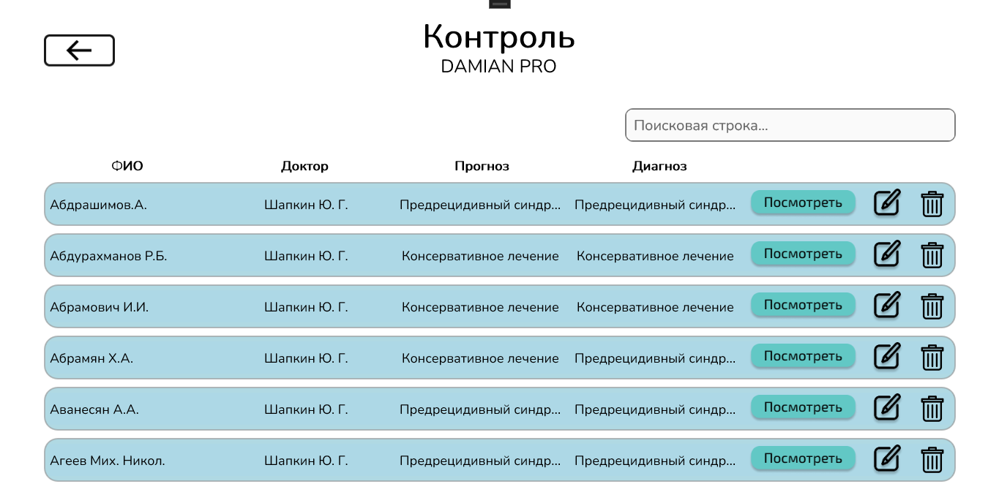 Контроль
DAMIAN PRO
Поисковая строка...
ФИО Доктор Прогноз Диагноз
Абдрашимов.А. Шапкин Ю. Г. Предрецидивный синдр... Предрецидивный синдр... Посмотреть
Абдурахманов Р.Б. Шапкин Ю. Г. Консервативное лечение Консервативное лечение Посмотреть
Абрамович И.И. Шапкин Ю. Г. Консервативное лечение Консервативное лечение Посмотреть
Абрамян Х.А. Шапкин Ю. Г. Консервативное лечение Предрецидивный синдр... Посмотреть
Аванесян А.А. Шапкин Ю. Г. Предрецидивный синдр... Предрецидивный синдр... Посмотреть
Агеев Мих. Никол. Шапкин Ю. Г. Предрецидивный синдр... Предрецидивный синдр... Посмотреть